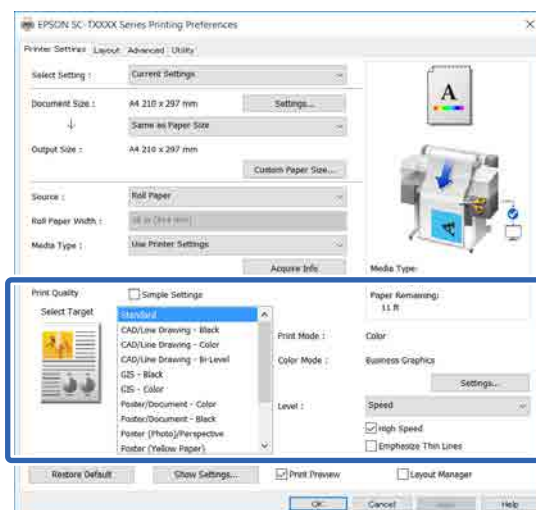 EPSON SC-TXXXX Series Printing Preferences
Printer Settings Layout Advanced Utility
Select Setting : Current Settings
Document Size : A4 210 x 297 mm Settings...
Same as Paper Size
Output Size : A4 210 x 297 mm
Custom Paper Size...
Source : Roll Paper
Roll Paper Width :
Media Type : Use Printer Settings
Acquire Info
Media Type:
Print Quality Simple Settings
Paper Remaining:
11 ft
Select Target
Standard
CAD/Line Drawing - Black
CAD/Line Drawing - Color
CAD/Line Drawing - Bi-Level
GIS - Black
GIS - Color
Poster/Document - Color
Poster/Document - Black
Poster (Photo)/Perspective
Poster (Yellow Paper)
Print Mode : Color
Color Mode : Business Graphics
Settings...
Level : Speed
High Speed
Emphasize Thin Lines
Restore Default Show Settings... Print Preview Layout Manager
OK Cancel Help
A